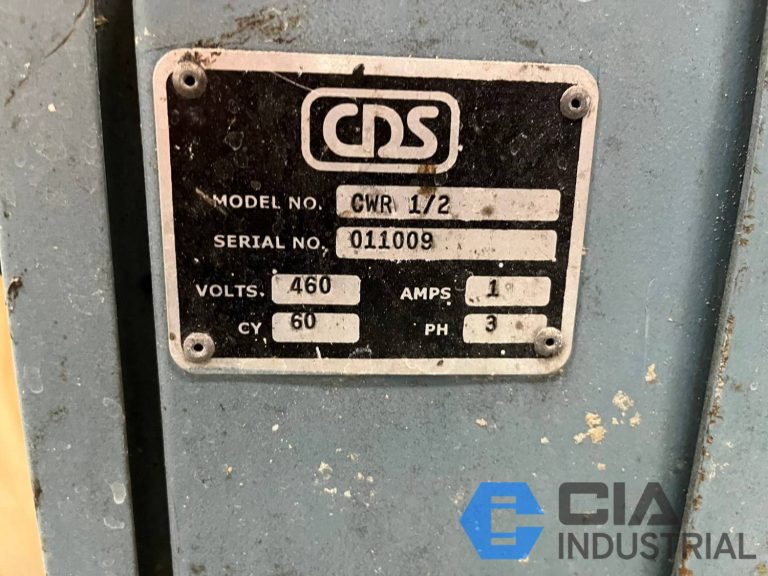 CDS
MODEL NO. CWR 1/2
SERIAL NO. 011009
VOLTS. 460 AMPS 1
CY 60 PH 3
CIA
INDUSTRIAL